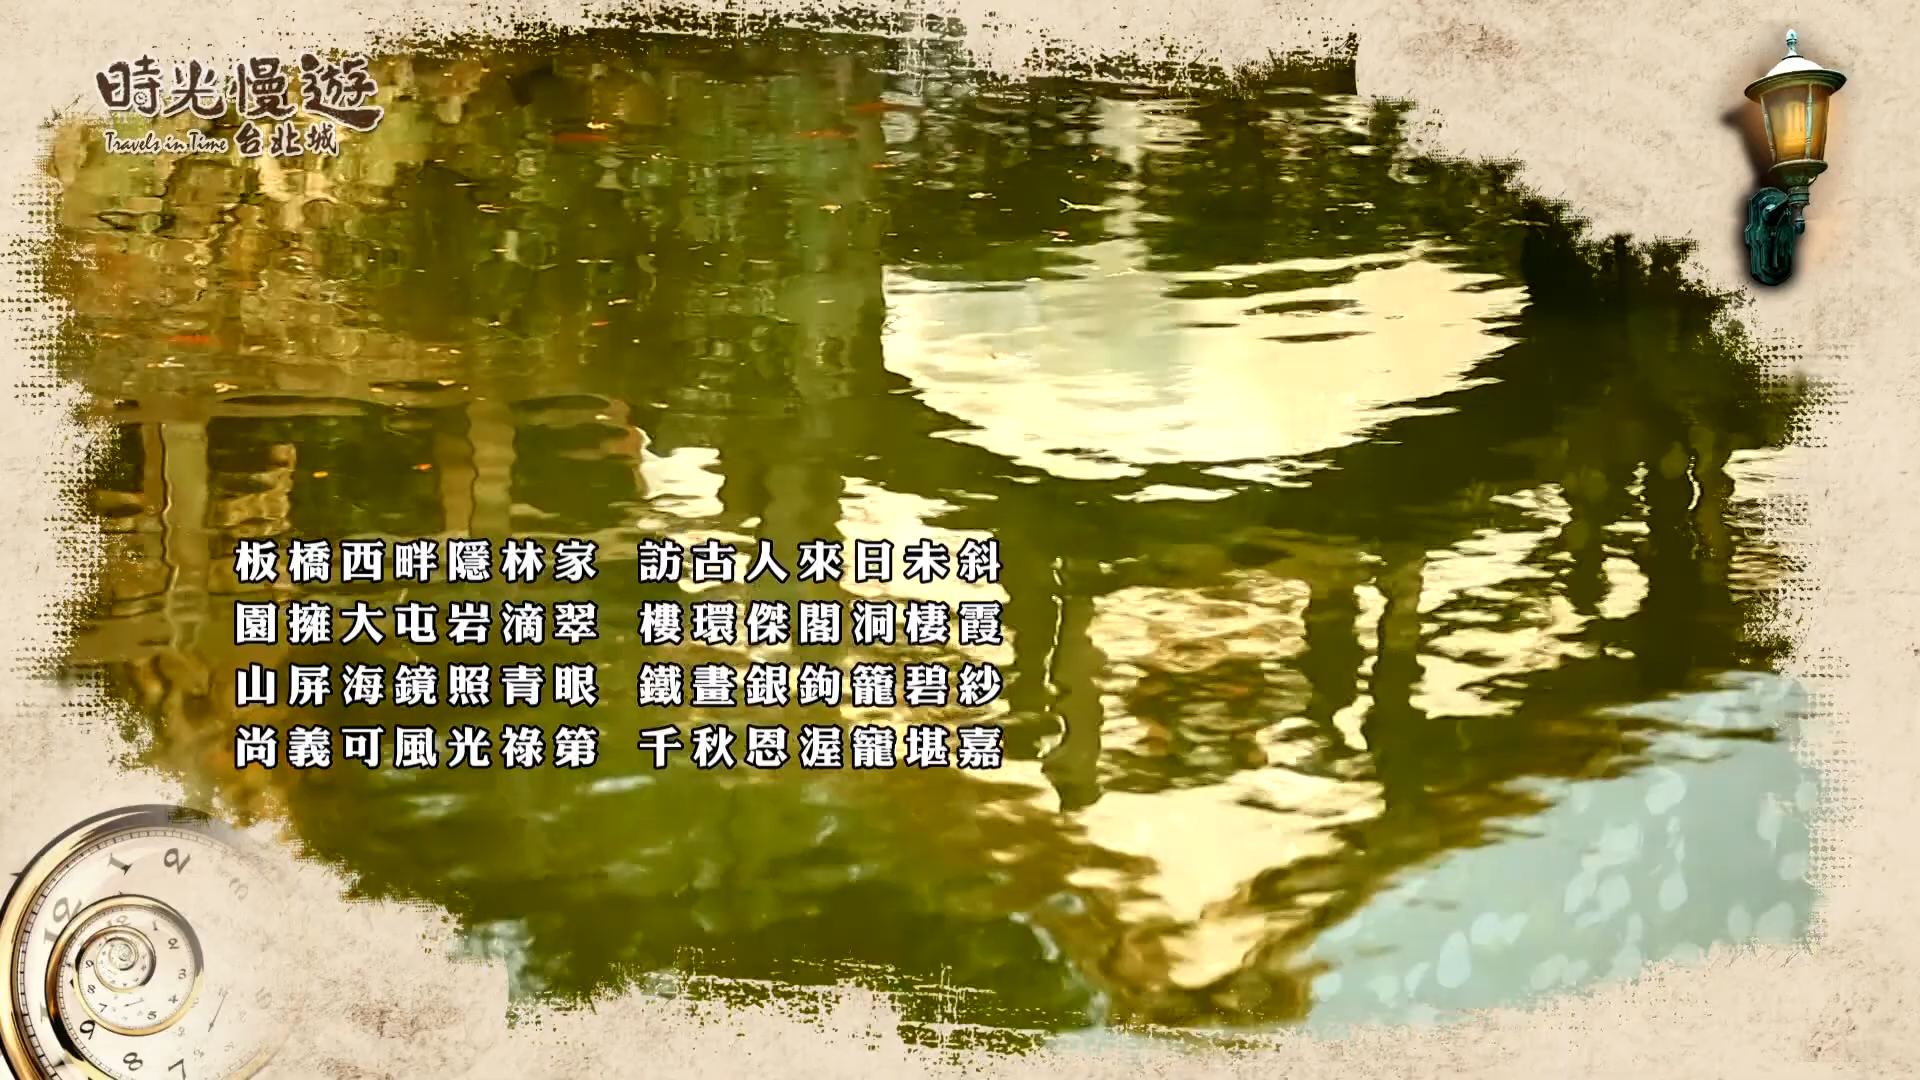 時光慢遊
Travels in Time 台北城
板橋西畔隱林家 訪古人來日未斜
園擁大屯岩滴翠 樓環傑閣洞棲霞
山屏海鏡照青眼 鐵畫銀鉤籠碧紗
尚義可風光祿第 千秋恩渥寵堪嘉